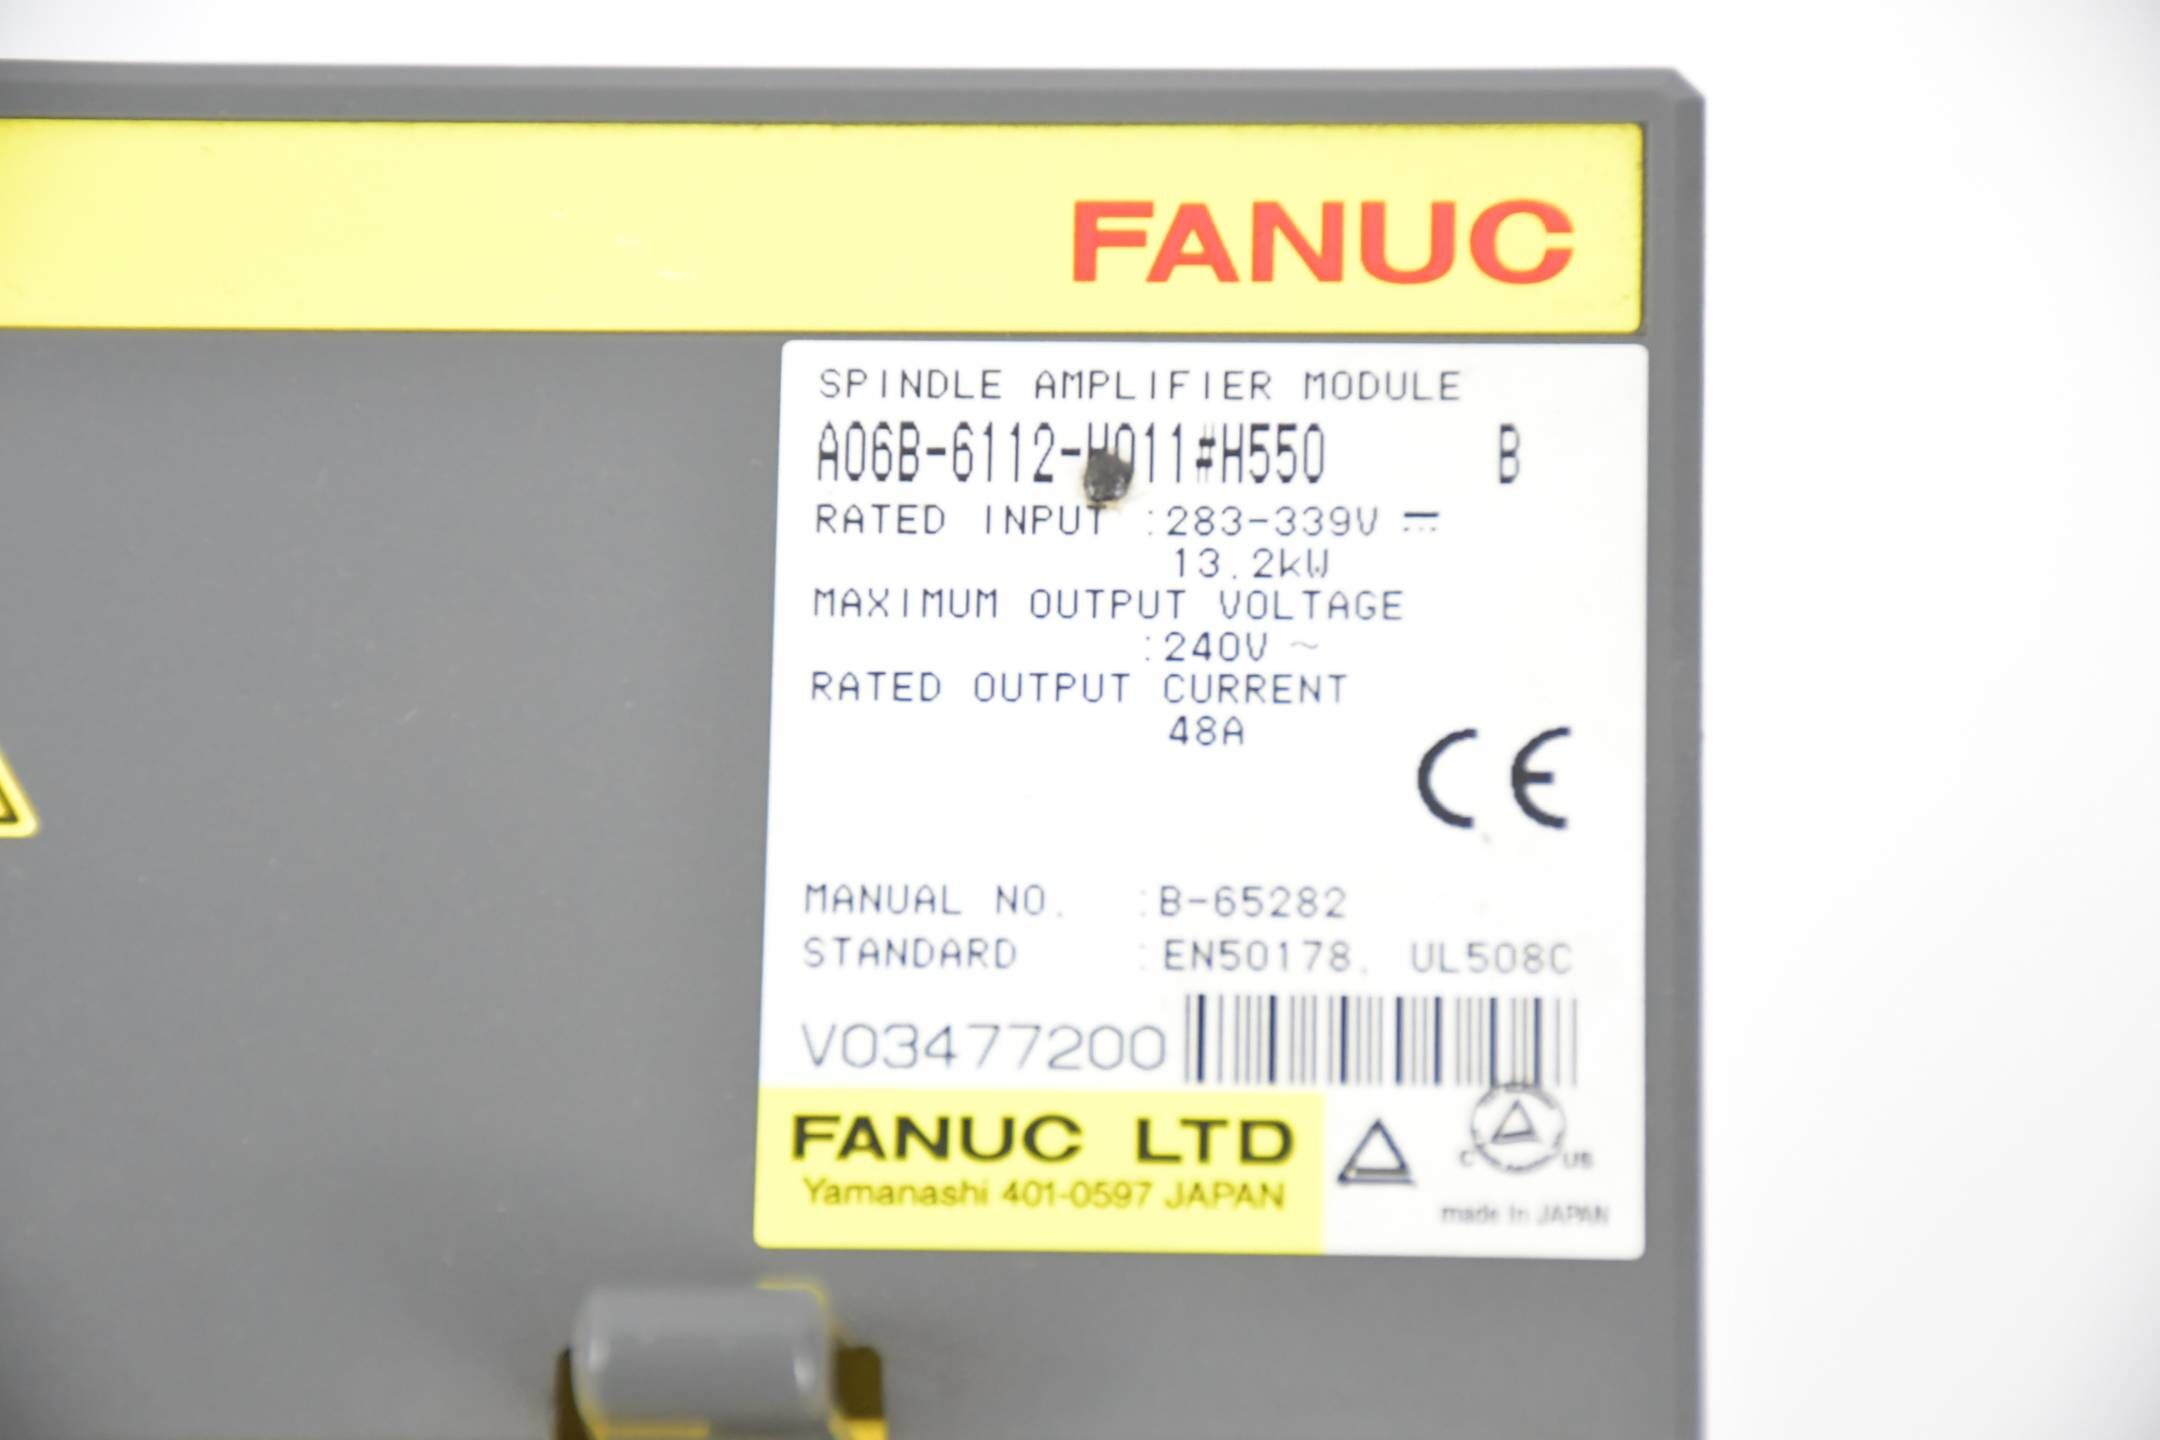 FANUC
SPINDLE AMPLIFIER MODULE
A06B-6112-H011#H550 B
RATED INPUT :283-339V ⎓
13.2kW
MAXIMUM OUTPUT VOLTAGE
:240V ~
RATED OUTPUT CURRENT
48A
CE
MANUAL NO. :B-65282
STANDARD :EN50178. UL508C
V03477200
FANUC LTD
Yamanashi 401-0597 JAPAN
C US
made in JAPAN